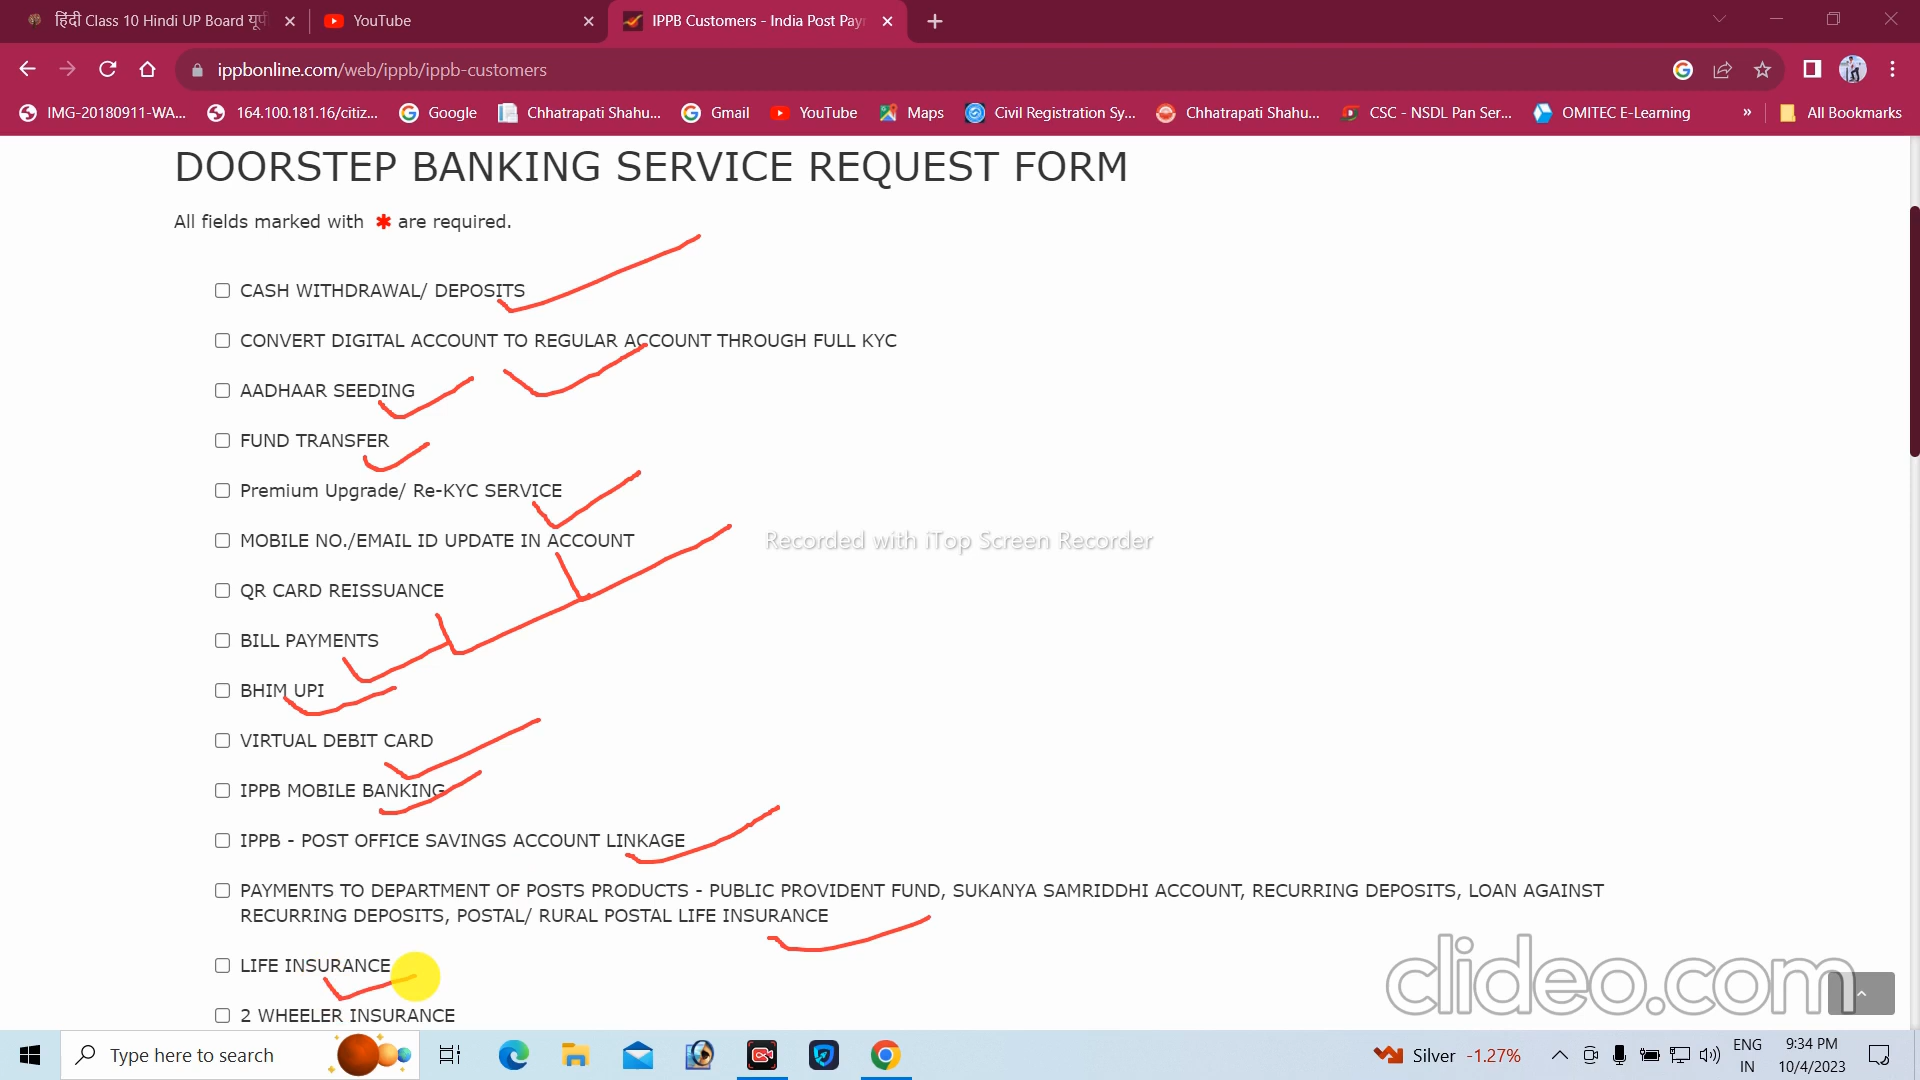 हिंदी Class 10 Hindi UP Board
YouTube
IPPB Customers - India Post Pay
ippbonline.com/web/ippb/ippb-customers
IMG-20180911-WA...
164.100.181.16/citiz...
Google
Chhatrapati Shahu...
Gmail
YouTube
Maps
Civil Registration Sy...
Chhatrapati Shahu...
CSC - NSDL Pan Ser...
OMITEC E-Learning
»
All Bookmarks
DOORSTEP BANKING SERVICE REQUEST FORM
All fields marked with * are required.
CASH WITHDRAWAL/ DEPOSITS
CONVERT DIGITAL ACCOUNT TO REGULAR ACCOUNT THROUGH FULL KYC
AADHAAR SEEDING
FUND TRANSFER
Premium Upgrade/ Re-KYC SERVICE
MOBILE NO./EMAIL ID UPDATE IN ACCOUNT
Recorded with iTop Screen Recorder
QR CARD REISSUANCE
BILL PAYMENTS
BHIM UPI
VIRTUAL DEBIT CARD
IPPB MOBILE BANKING
IPPB - POST OFFICE SAVINGS ACCOUNT LINKAGE
PAYMENTS TO DEPARTMENT OF POSTS PRODUCTS - PUBLIC PROVIDENT FUND, SUKANYA SAMRIDDHI ACCOUNT, RECURRING DEPOSITS, LOAN AGAINST
RECURRING DEPOSITS, POSTAL/ RURAL POSTAL LIFE INSURANCE
LIFE INSURANCE
clideo.com
2 WHEELER INSURANCE
Type here to search
Silver -1.27%
ENG
IN
9:34 PM
10/4/2023